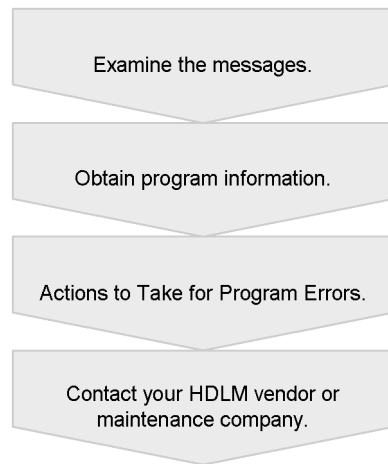 Examine the messages.
Obtain program information.
Actions to Take for Program Errors.
Contact your HDLM vendor or
maintenance company.